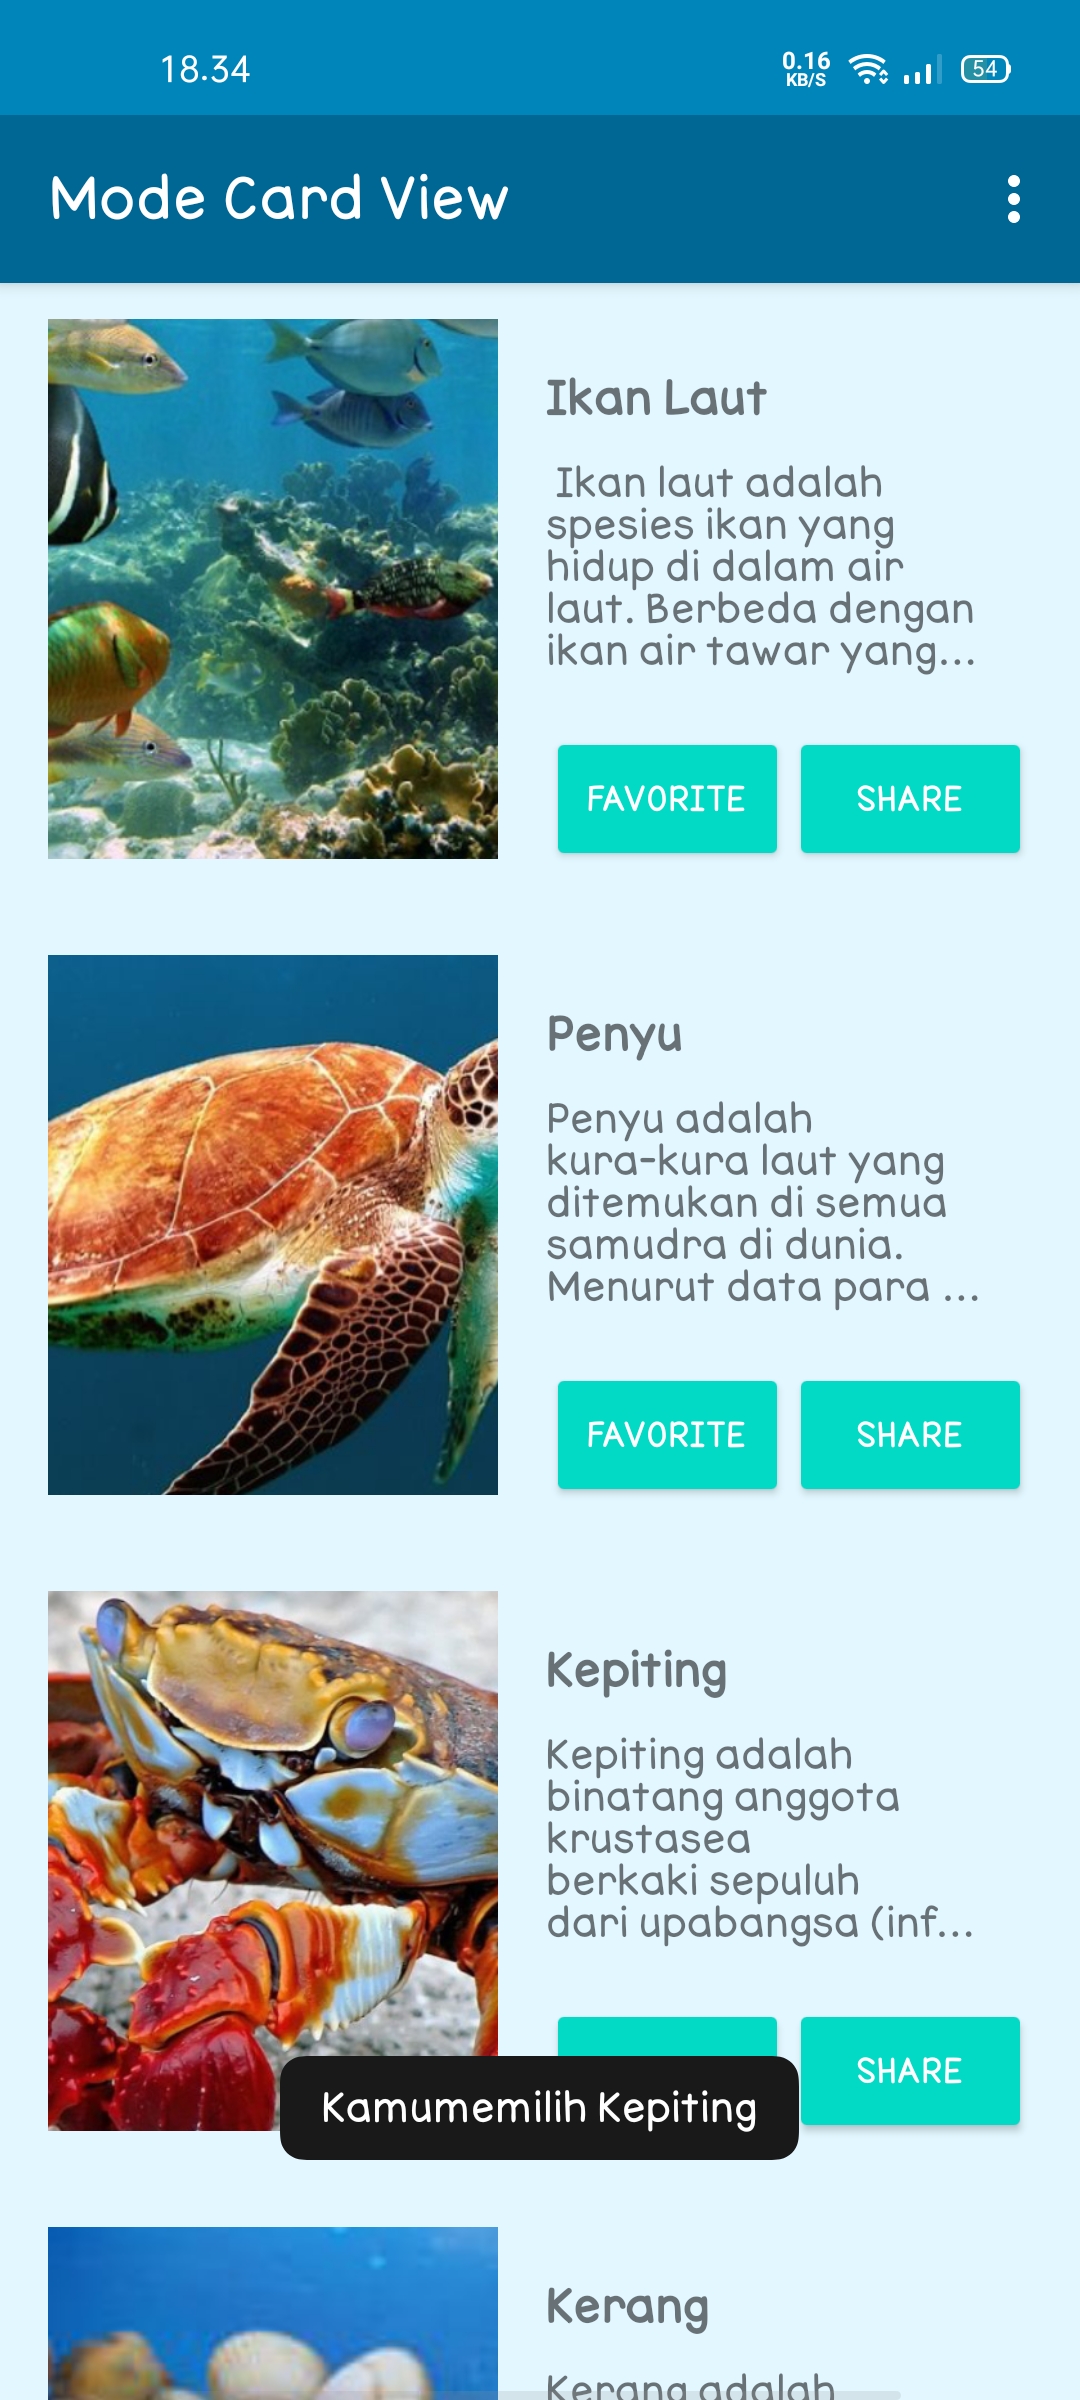 18.34
0.16
KB/S
54
Mode Card View
Ikan Laut
Ikan laut adalah
spesies ikan yang
hidup di dalam air
laut. Berbeda dengan
ikan air tawar yang...
FAVORITE
SHARE
Penyu
Penyu adalah
kura-kura laut yang
ditemukan di semua
samudra di dunia.
Menurut data para ...
FAVORITE
SHARE
Kepiting
Kepiting adalah
binatang anggota
krustasea
berkaki sepuluh
dari upabangsa (inf...
SHARE
Kamumemilih Kepiting
Kerang
Kerang adalah